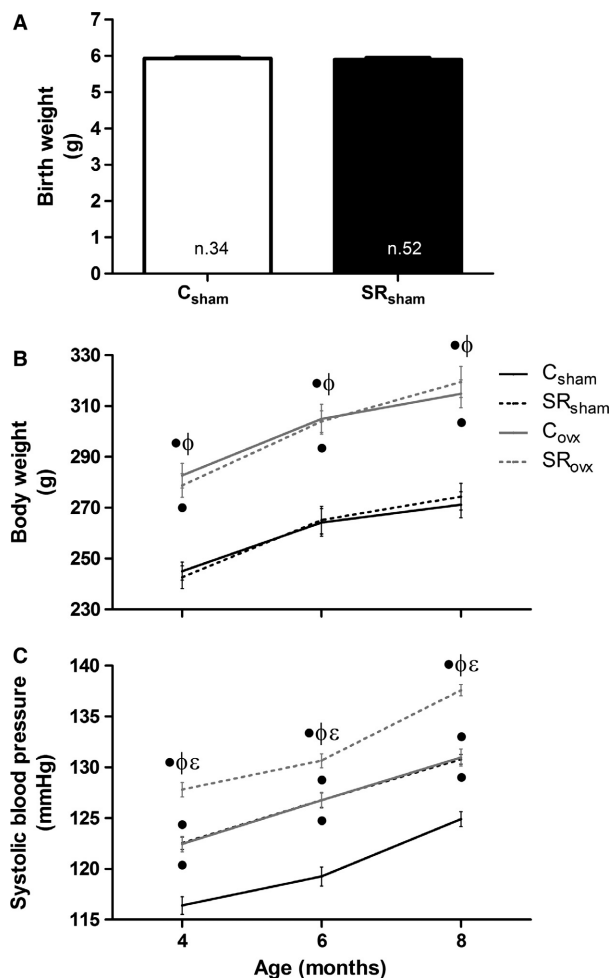 A
Birth weight
(g)
7
6
5
4
3
2
1
0
n.34
n.52
Csham
SRsham
B
Body weight
(g)
330
310
290
270
250
230
●ϕ
●ϕ
●ϕ
●
●
●
Csham
SRsham
Covx
SRovx
C
Systolic blood pressure
(mmHg)
140
135
130
125
120
115
●ϕε
●ϕε
●ϕε
4
6
8
Age (months)